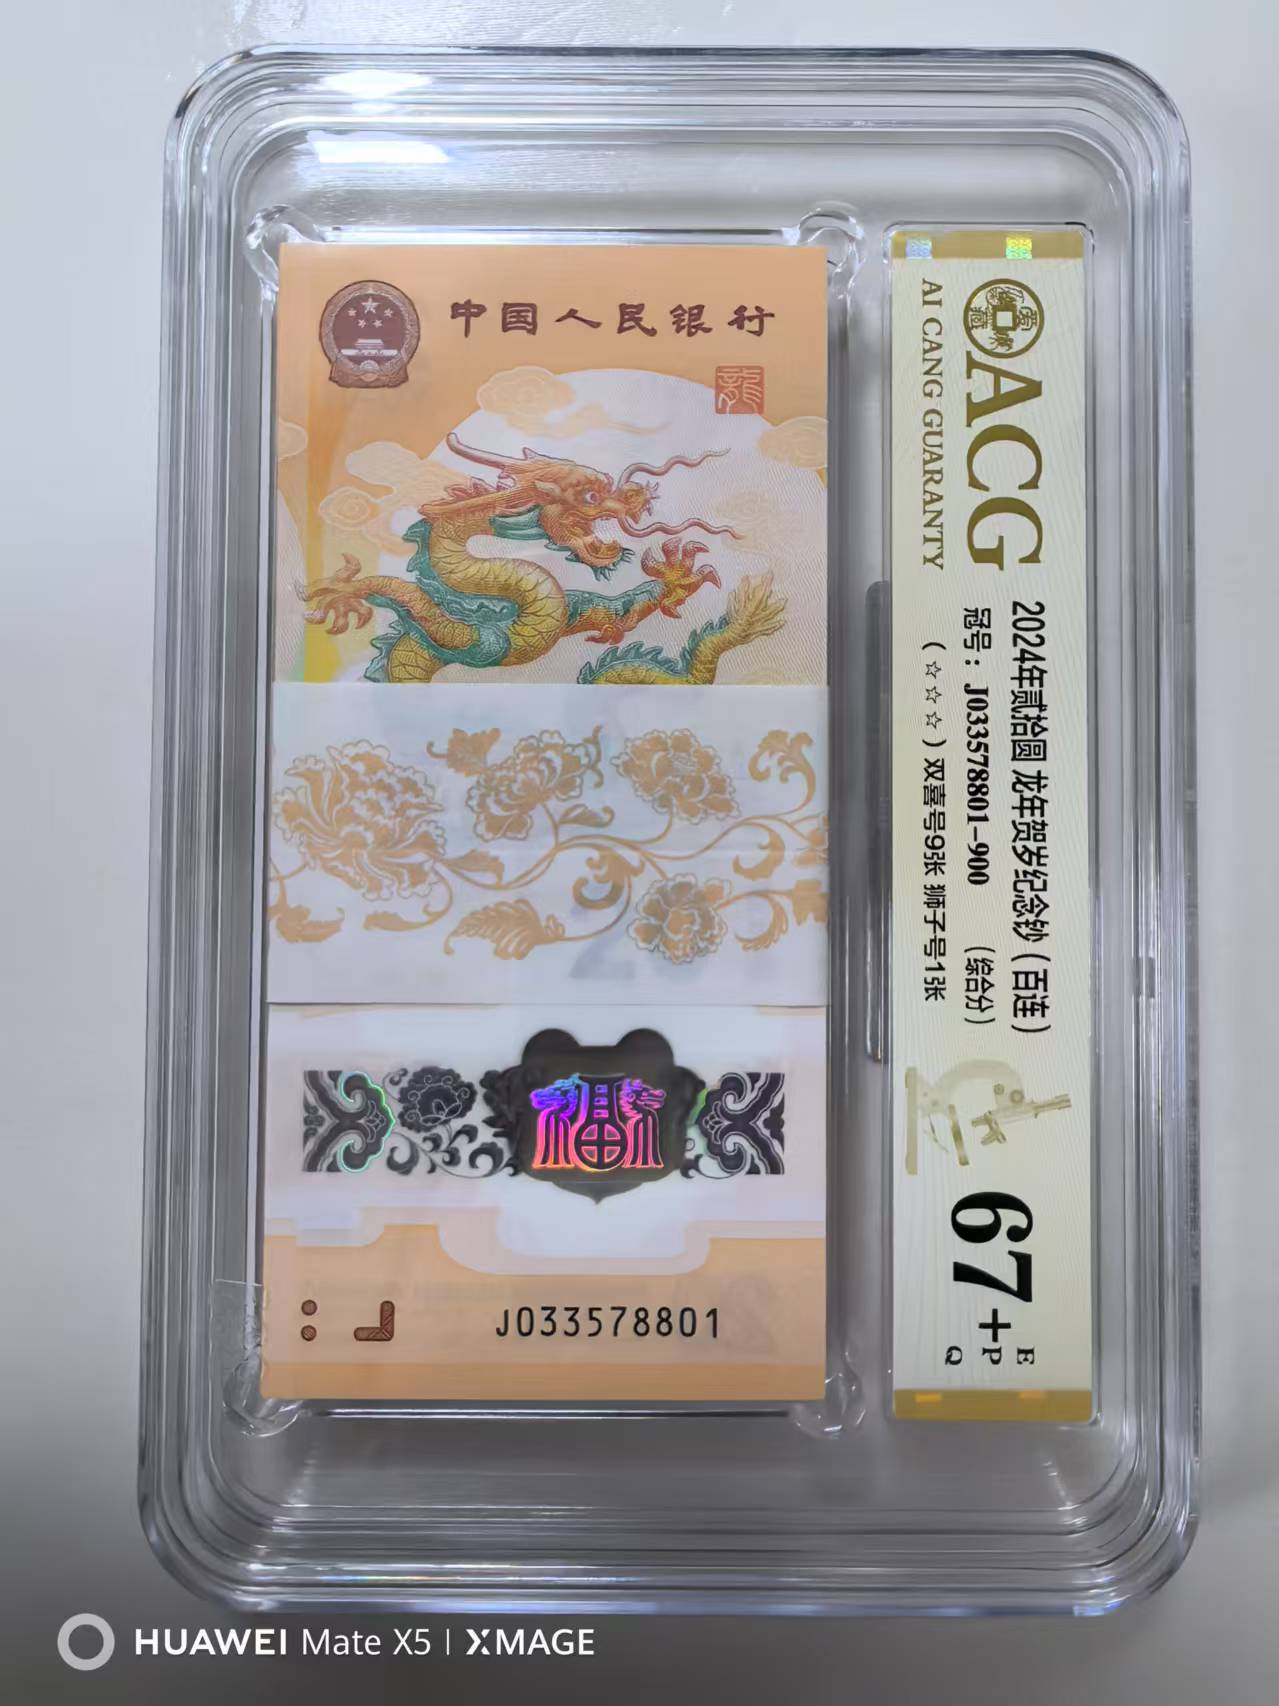 中国人民银行
龍
福
J033578801
ACG
AI CANG GUARANTY
2024年贰拾圆 龙年贺岁纪念钞(百连)
冠号:J033578801-900 (综合分)
(☆☆☆)双喜号9张 狮子号1张
67+
EPQ
HUAWEI Mate X5 | XMAGE